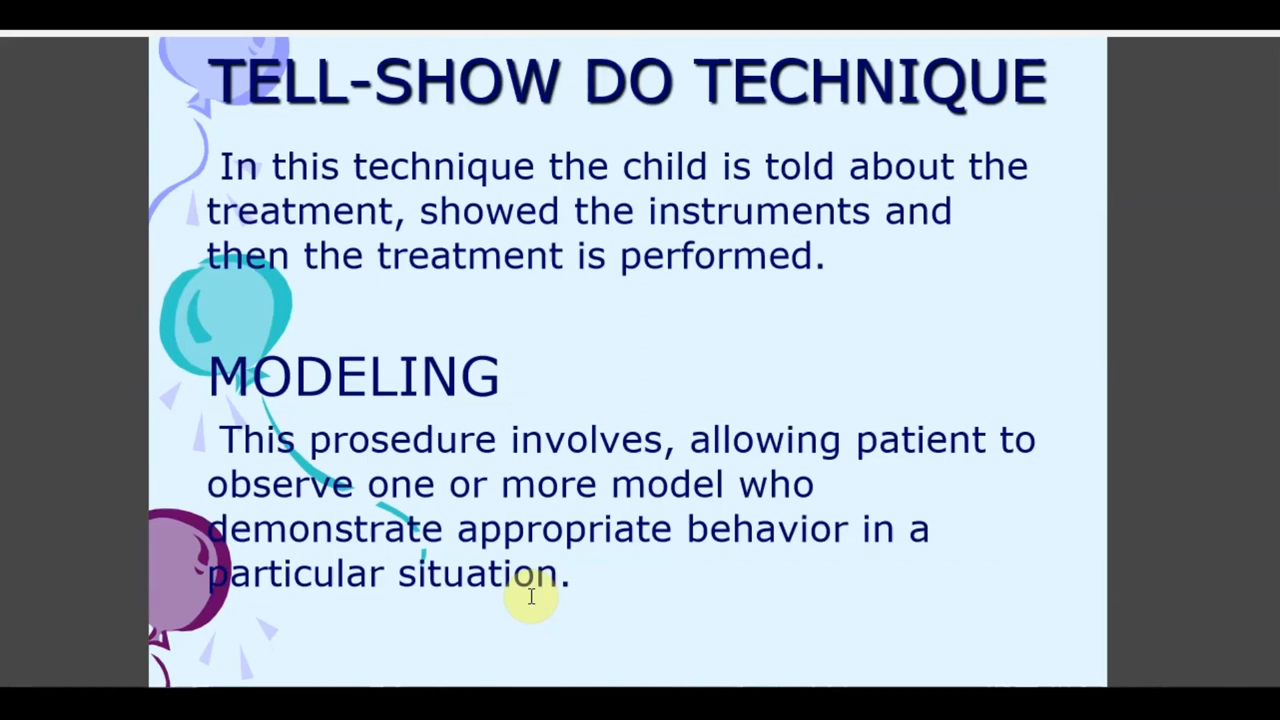 TELL-SHOW DO TECHNIQUE
In this technique the child is told about the
treatment, showed the instruments and
then the treatment is performed.
MODELING
This prosedure involves, allowing patient to
observe one or more model who
demonstrate appropriate behavior in a
particular situation.